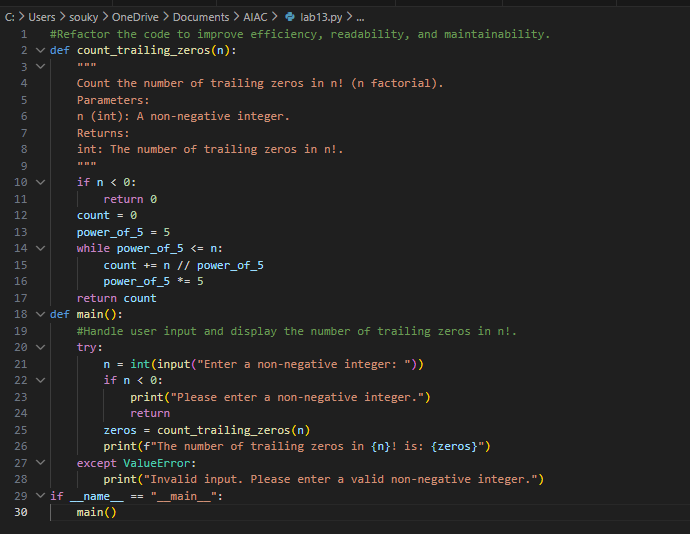 C: > Users > souky > OneDrive > Documents > AIAC > lab13.py > ...
1 #Refactor the code to improve efficiency, readability, and maintainability.
2 def count_trailing_zeros(n):
3     """
4     Count the number of trailing zeros in n! (n factorial).
5     Parameters:
6     n (int): A non-negative integer.
7     Returns:
8     int: The number of trailing zeros in n!.
9     """
10     if n < 0:
11         return 0
12     count = 0
13     power_of_5 = 5
14     while power_of_5 <= n:
15         count += n // power_of_5
16         power_of_5 *= 5
17     return count
18 def main():
19     #Handle user input and display the number of trailing zeros in n!.
20     try:
21         n = int(input("Enter a non-negative integer: "))
22         if n < 0:
23             print("Please enter a non-negative integer.")
24             return
25         zeros = count_trailing_zeros(n)
26         print(f"The number of trailing zeros in {n}! is: {zeros}")
27     except ValueError:
28         print("Invalid input. Please enter a valid non-negative integer.")
29 if __name__ == "__main__":
30     main()